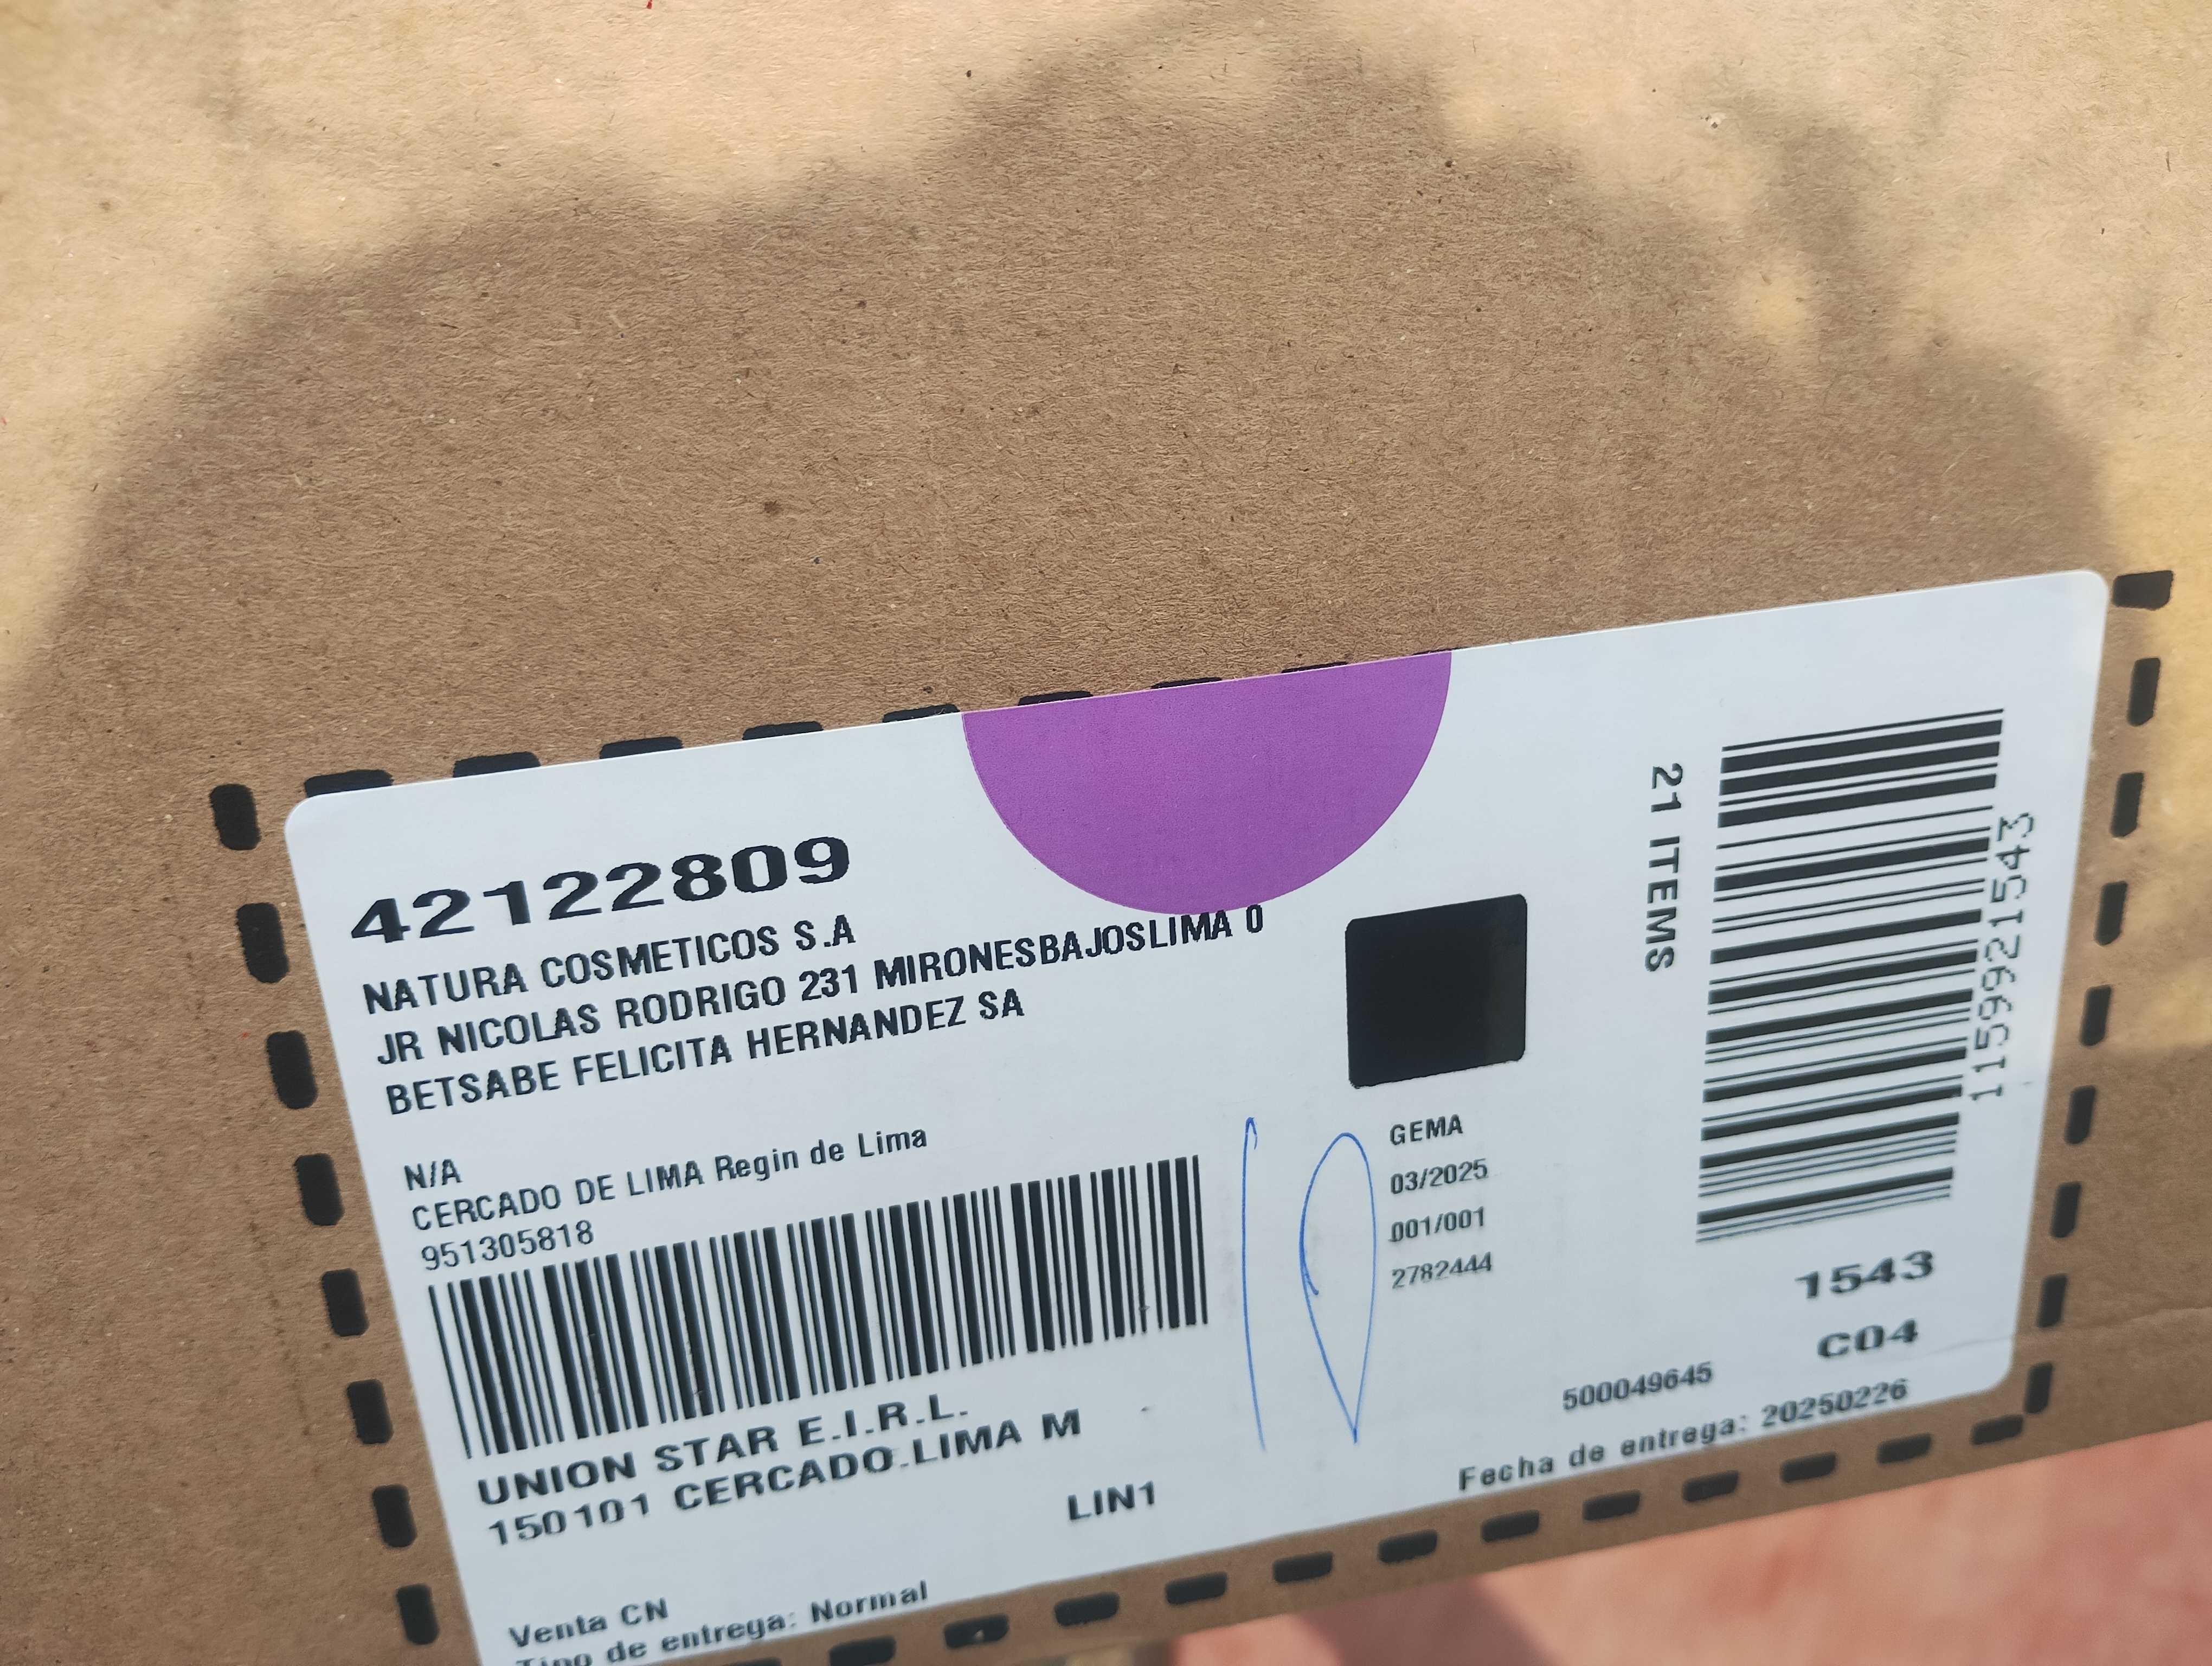 42122809
NATURA COSMETICOS S.A
JR NICOLAS RODRIGO 231 MIRONESBAJOSLIMA 0
BETSABE FELICITA HERNANDEZ SA
N/A
CERCADO DE LIMA Regin de Lima
951305818
UNION STAR E.I.R.L.
150101 CERCADO.LIMA M
LIN1
Venta CN
Tipo de entrega: Normal
10
GEMA
03/2025
001/001
2782444
21 ITEMS
11599921543
1543
C04
500049645
Fecha de entrega: 20250226